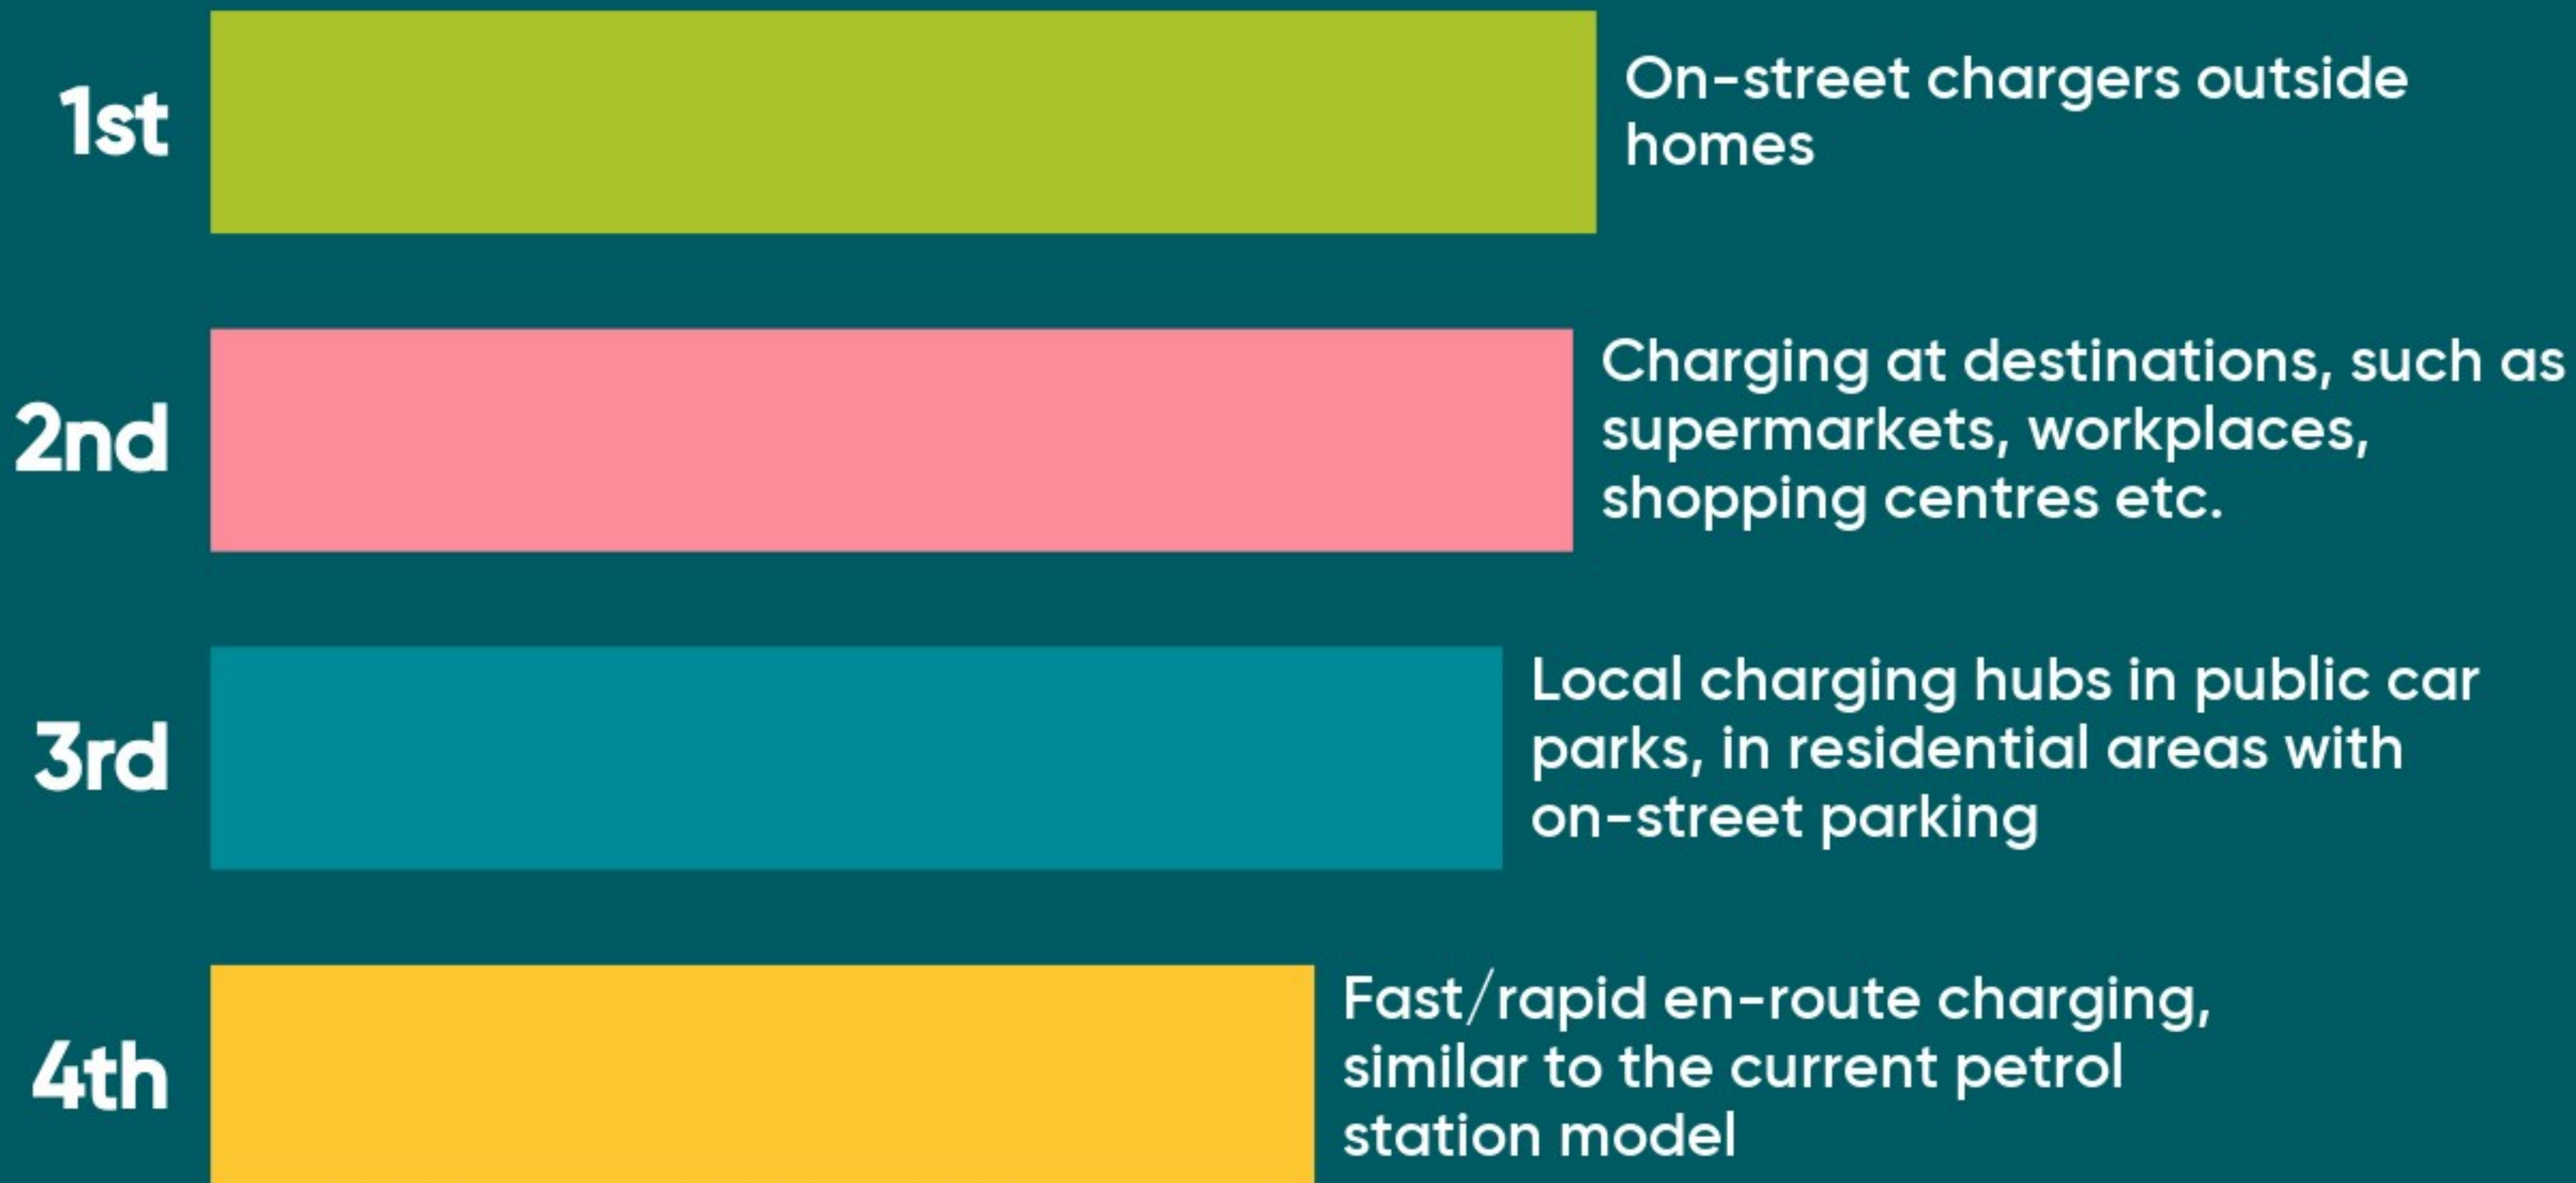 1st
On-street chargers outside
homes
2nd
Charging at destinations, such as
supermarkets, workplaces,
shopping centres etc.
3rd
Local charging hubs in public car
parks, in residential areas with
on-street parking
4th
Fast/rapid en-route charging,
similar to the current petrol
station model